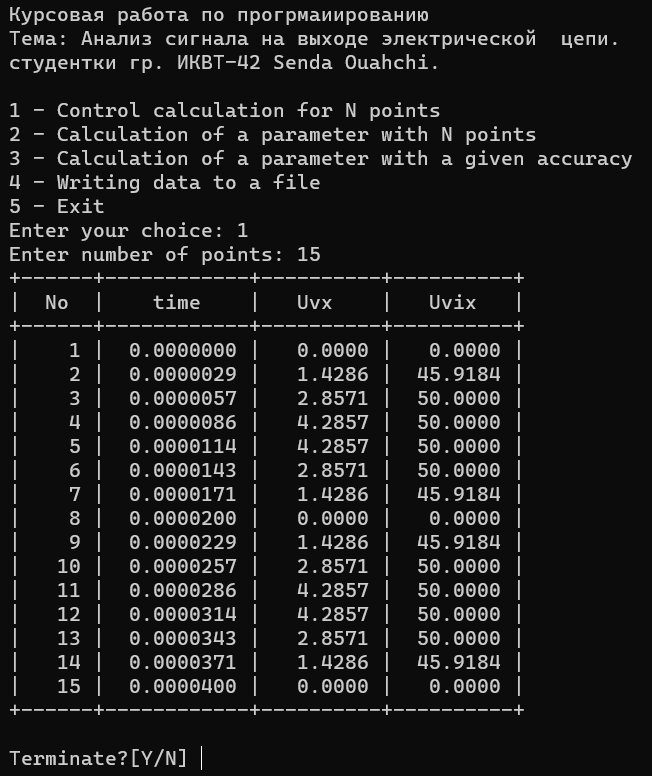 Курсовая работа по прогрмаиированию
Тема: Анализ сигнала на выходе электрической  цепи.
студентки гр. ИКВТ-42 Senda Ouahchi.

1 - Control calculation for N points
2 - Calculation of a parameter with N points
3 - Calculation of a parameter with a given accuracy
4 - Writing data to a file
5 - Exit
Enter your choice: 1
Enter number of points: 15
+------+------------+----------+----------+
|  No  |    time    |   Uvx    |   Uvix   |
+------+------------+----------+----------+
|    1 |  0.0000000 |   0.0000 |   0.0000 |
|    2 |  0.0000029 |   1.4286 |  45.9184 |
|    3 |  0.0000057 |   2.8571 |  50.0000 |
|    4 |  0.0000086 |   4.2857 |  50.0000 |
|    5 |  0.0000114 |   4.2857 |  50.0000 |
|    6 |  0.0000143 |   2.8571 |  50.0000 |
|    7 |  0.0000171 |   1.4286 |  45.9184 |
|    8 |  0.0000200 |   0.0000 |   0.0000 |
|    9 |  0.0000229 |   1.4286 |  45.9184 |
|   10 |  0.0000257 |   2.8571 |  50.0000 |
|   11 |  0.0000286 |   4.2857 |  50.0000 |
|   12 |  0.0000314 |   4.2857 |  50.0000 |
|   13 |  0.0000343 |   2.8571 |  50.0000 |
|   14 |  0.0000371 |   1.4286 |  45.9184 |
|   15 |  0.0000400 |   0.0000 |   0.0000 |
+------+------------+----------+----------+

Terminate?[Y/N]